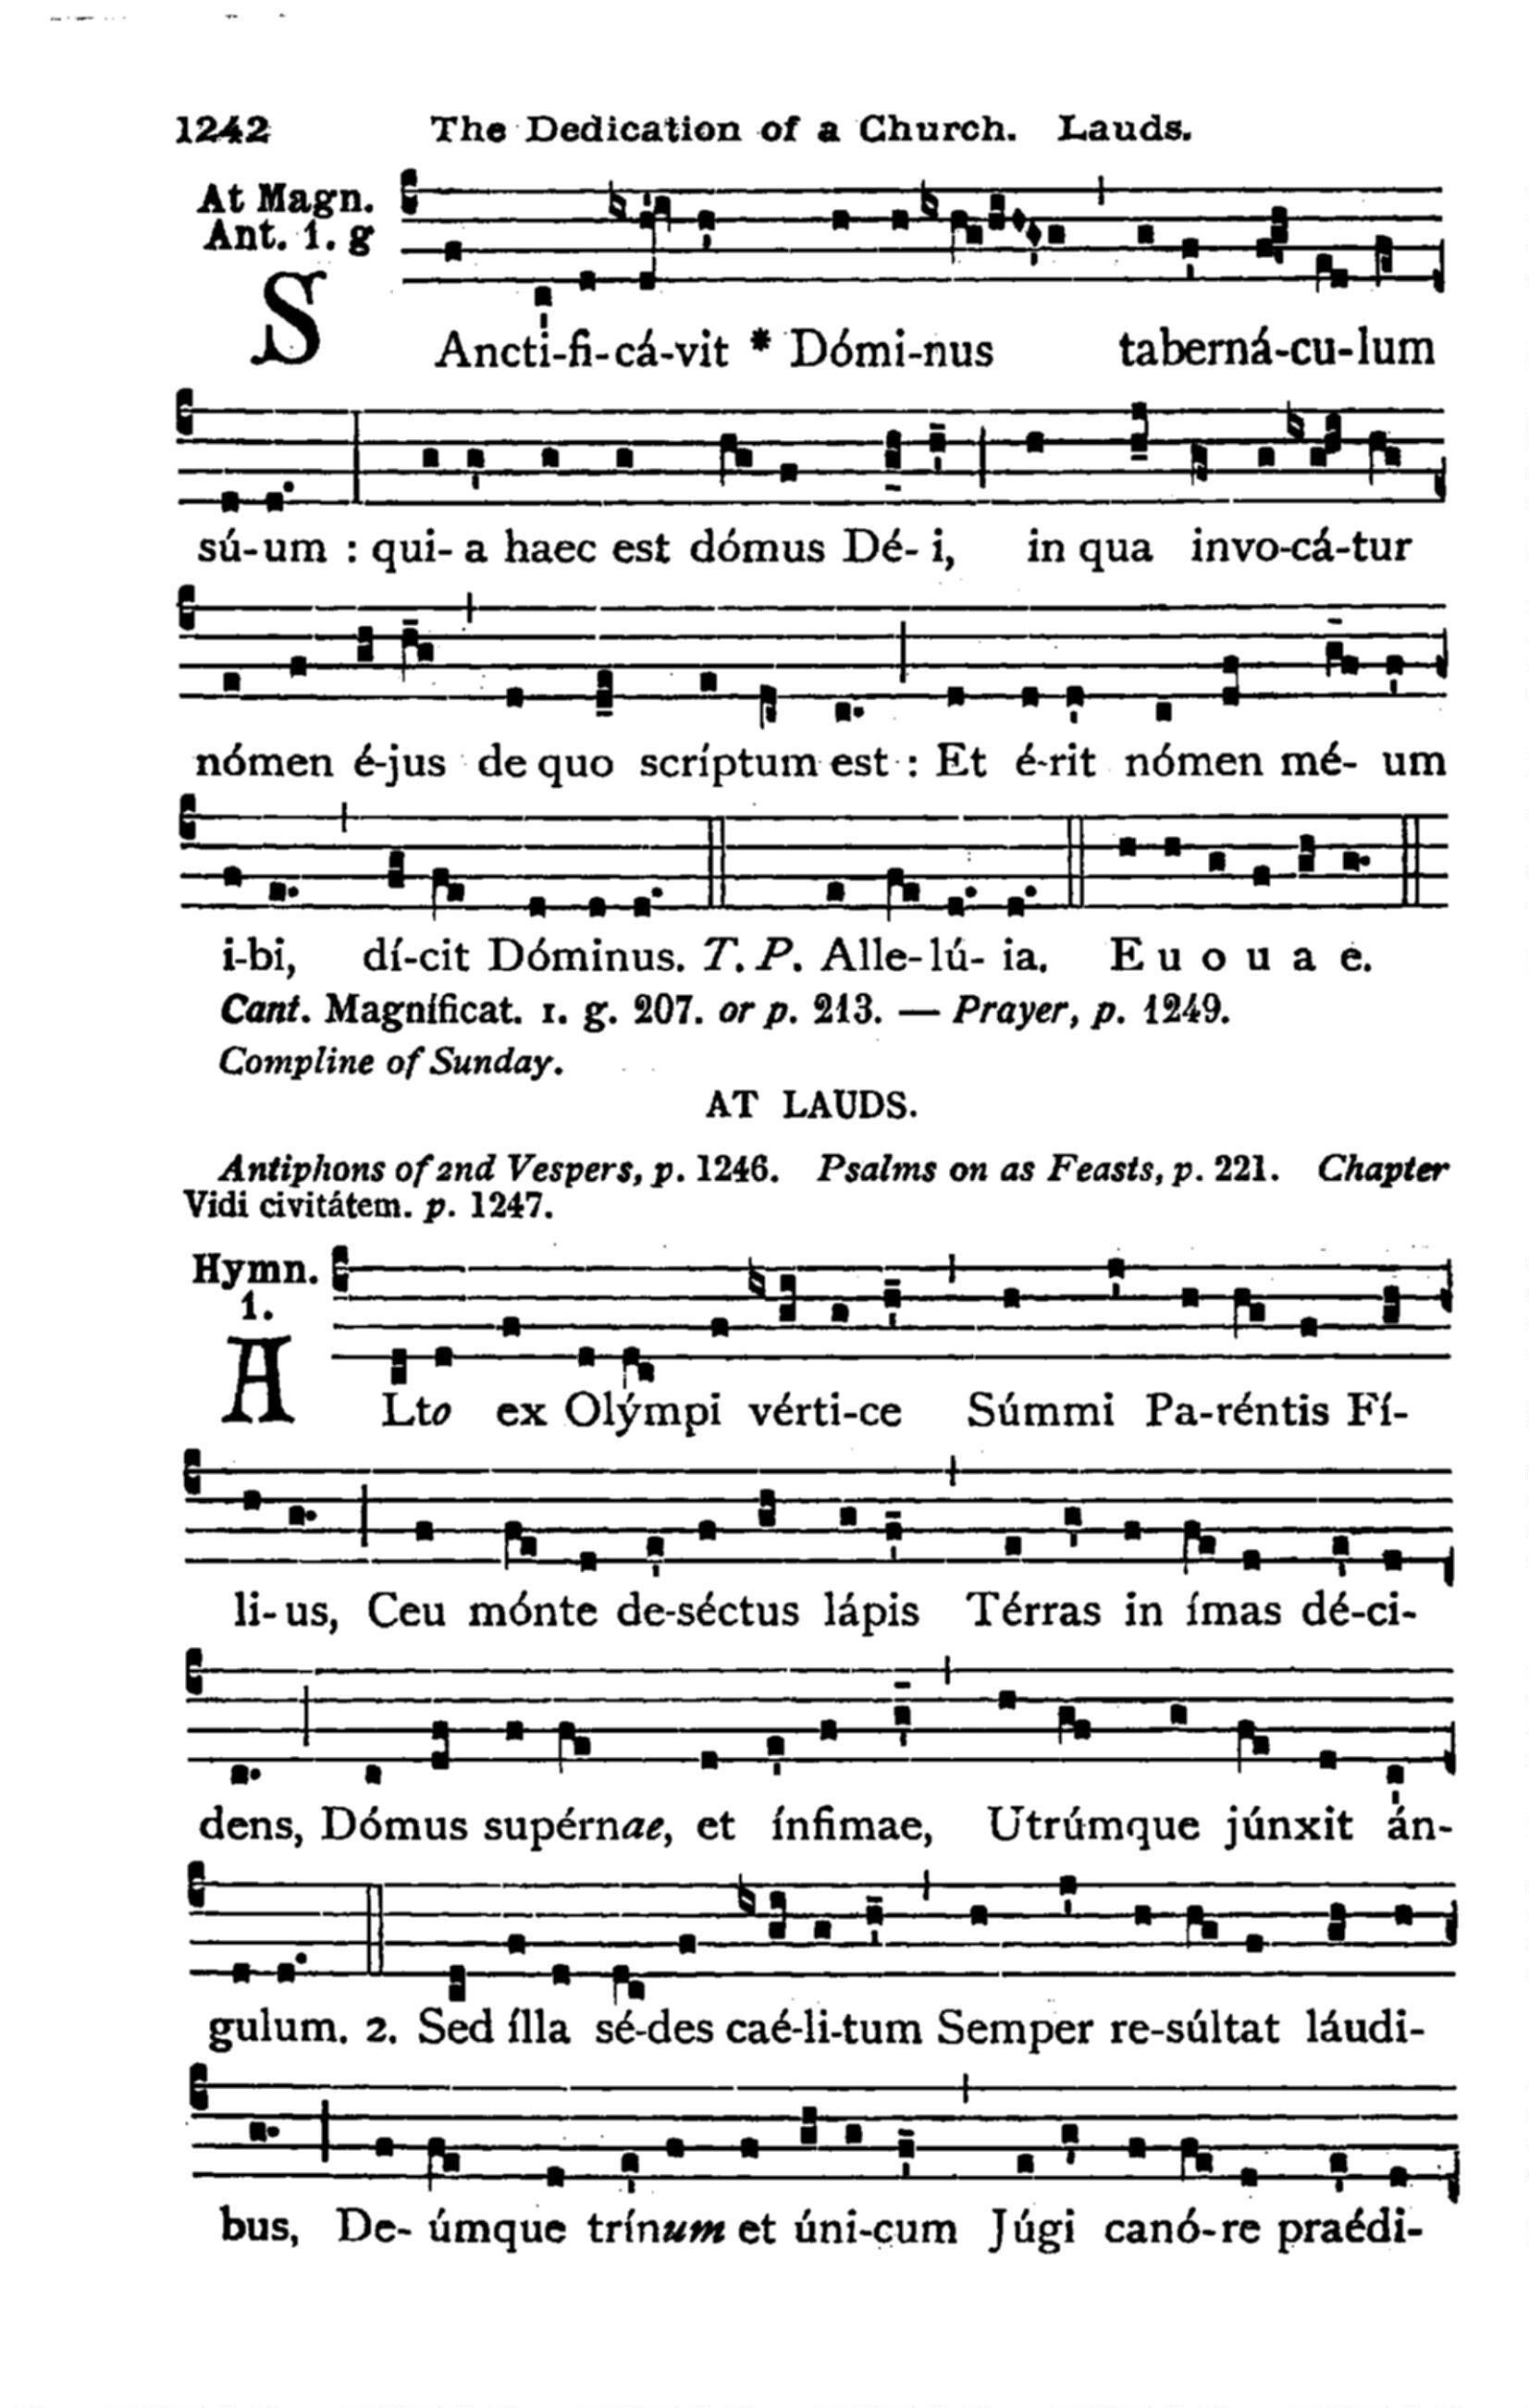 1242 The Dedication of a Church. Lauds.
At Magn.
Ant. 1. g
SAncti-fi-cá-vit * Dómi-nus taberná-cu-lum
sú-um : qui- a haec est dómus Dé- i, in qua invo-cá-tur
nómen é-jus de quo scríptum est : Et é-rit nómen mé- um
i-bi, dí-cit Dóminus. T. P. Alle-lú- ia. E u o u a e.
Cant. Magníficat. 1. g. 207. or p. 213. — Prayer, p. 1249.
Compline of Sunday.
AT LAUDS.
Antiphons of 2nd Vespers, p. 1246. Psalms on as Feasts, p. 221. Chapter
Vidi civitátem. p. 1247.
Hymn.
1.
ALto ex Olýmpi vérti-ce Súmmi Pa-réntis Fí-
li- us, Ceu mónte de-séctus lápis Térras in ímas dé-ci-
dens, Dómus supérnae, et ínfimae, Utrúmque júnxit án-
gulum. 2. Sed ílla sé-des caé-li-tum Semper re-súltat láudi-
bus, De- úmque trínum et úni-cum Júgi canó-re praédi-